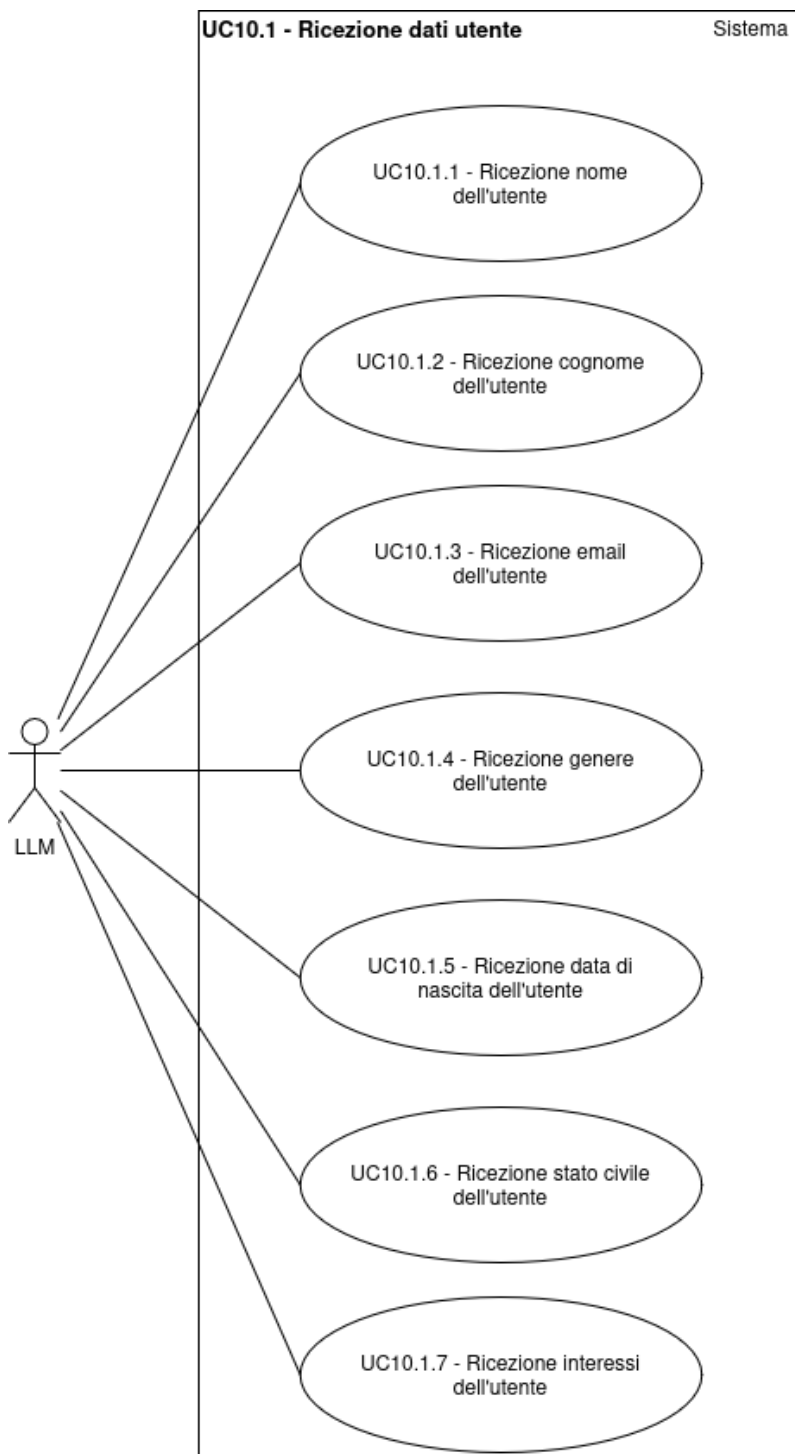 UC10.1 - Ricezione dati utente
Sistema
UC10.1.1 - Ricezione nome
dell'utente
UC10.1.2 - Ricezione cognome
dell'utente
UC10.1.3 - Ricezione email
dell'utente
UC10.1.4 - Ricezione genere
dell'utente
LLM
UC10.1.5 - Ricezione data di
nascita dell'utente
UC10.1.6 - Ricezione stato civile
dell'utente
UC10.1.7 - Ricezione interessi
dell'utente